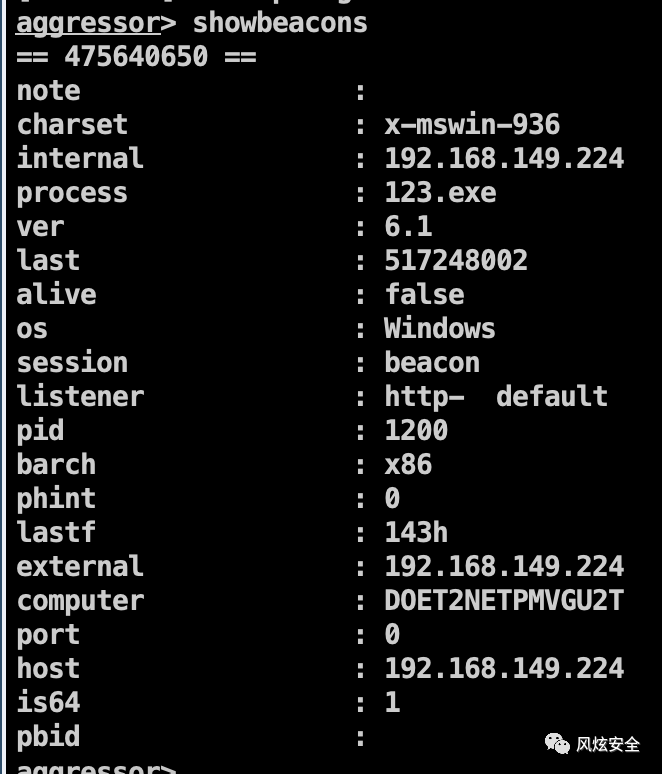 aggressor> showbeacons
== 475640650 ==
note :
charset : x-mswin-936
internal : 192.168.149.224
process : 123.exe
ver : 6.1
last : 517248002
alive : false
os : Windows
session : beacon
listener : http-  default
pid : 1200
barch : x86
phint : 0
lastf : 143h
external : 192.168.149.224
computer : DOET2NETPMVGU2T
port : 0
host : 192.168.149.224
is64 : 1
pbid :
风炫安全
aggressor>